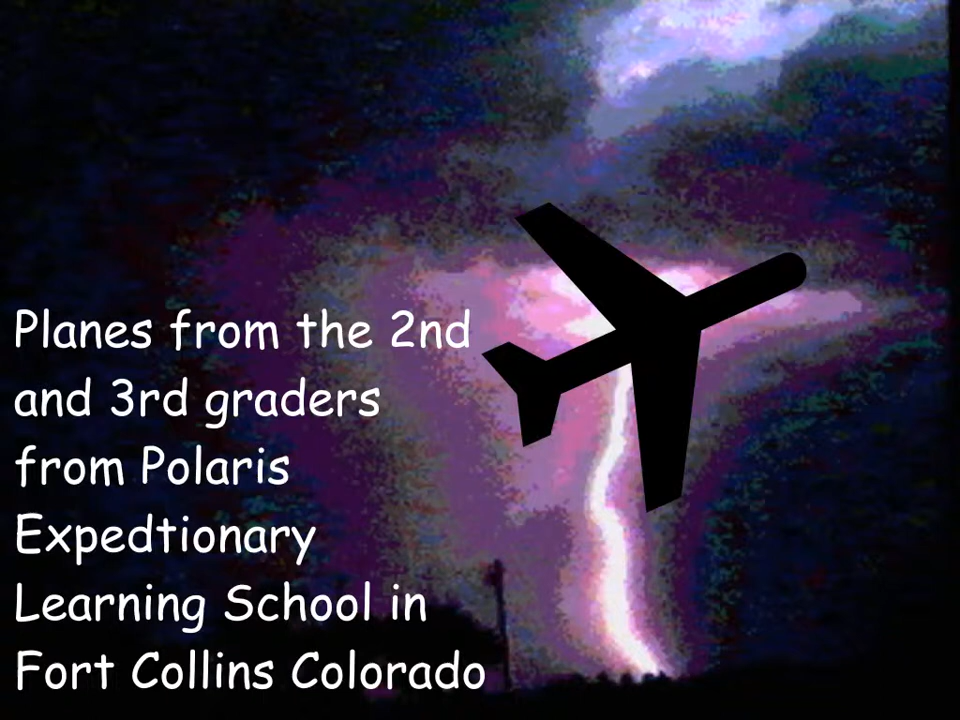 Planes from the 2nd
and 3rd graders
from Polaris
Expedtionary
Learning School in
Fort Collins Colorado